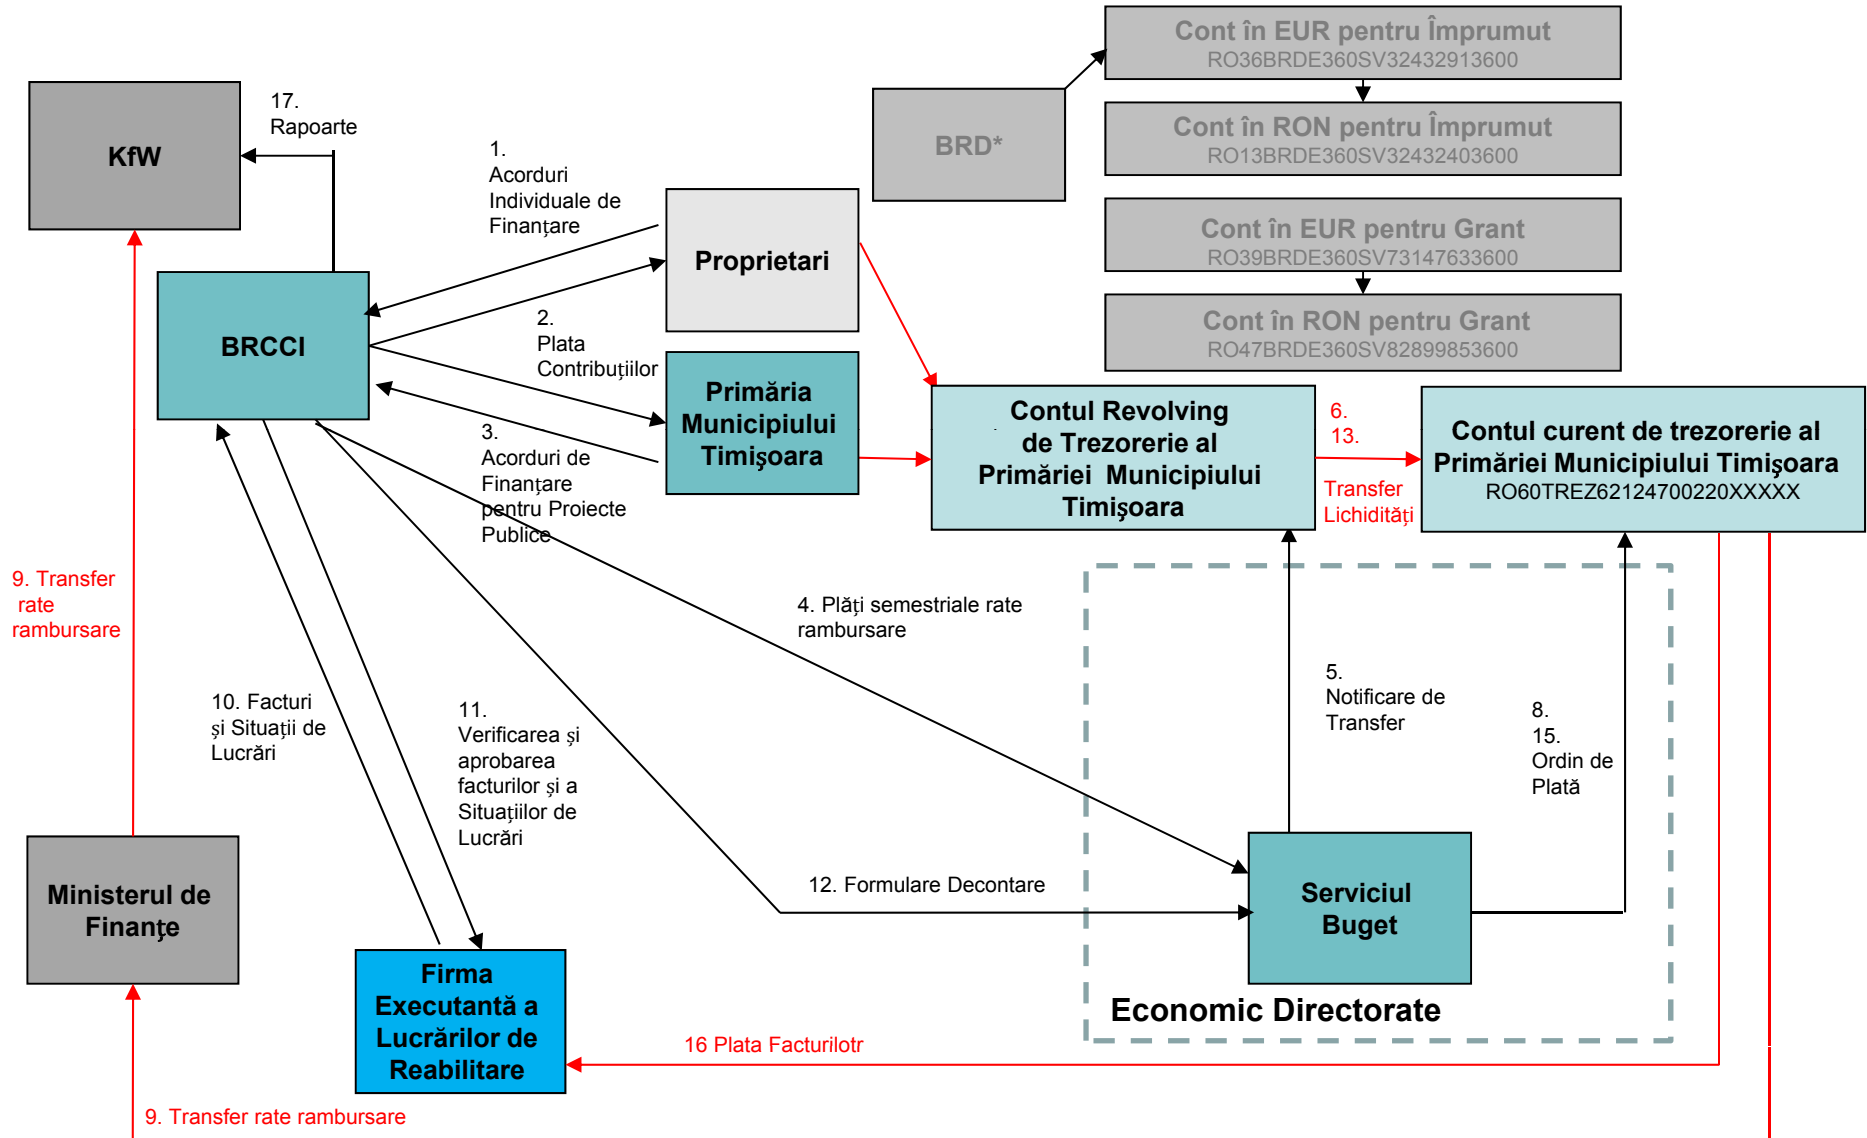 Cont în EUR pentru Împrumut
RO36BRDE360SV32432913600
17.
Rapoarte
KfW
BRD*
Cont în RON pentru Împrumut
RO13BRDE360SV32432403600
1.
Acorduri
Individuale de
Finanțare
Proprietari
Cont în EUR pentru Grant
RO39BRDE360SV73147633600
BRCCI
2.
Plata
Contribuțiilor
Cont în RON pentru Grant
RO47BRDE360SV82899853600
Primăria
Municipiului
Timişoara
3.
Acorduri de
Finanțare
pentru Proiecte
Publice
Contul Revolving
de Trezorerie al
Primăriei  Municipiului
Timişoara
6.
13.
Transfer
Lichidități
Contul curent de trezorerie al
Primăriei Municipiului Timişoara
RO60TREZ62124700220XXXXX
9. Transfer
rate
rambursare
4. Plăți semestriale rate
rambursare
5.
Notificare de
Transfer
8.
15.
Ordin de
Plată
10. Facturi
și Situații de
Lucrări
11.
Verificarea și
aprobarea
facturilor și a
Situațiilor de
Lucrări
Ministerul de
Finanțe
12. Formulare Decontare
Serviciul
Buget
Firma
Executantă a
Lucrărilor de
Reabilitare
Economic Directorate
16 Plata Facturilotr
9. Transfer rate rambursare